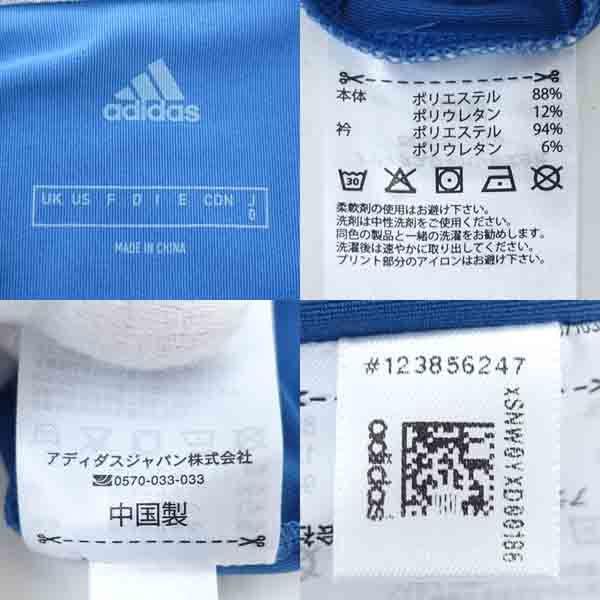 adidas
UK US F D I E CDN J
O
MADE IN CHINA
本体 ポリエステル 88%
ポリウレタン 12%
衿 ポリエステル 94%
ポリウレタン 6%
30
柔軟剤の使用はお避け下さい。
洗剤は中性洗剤をご使用ください。
同色の製品と一緒の洗濯をお勧めします。
洗濯後は速やかに取り出してください。
プリント部分のアイロンはお避け下さい。
アディダスジャパン株式会社
0570-033-033
中国製
#123856247
adidas